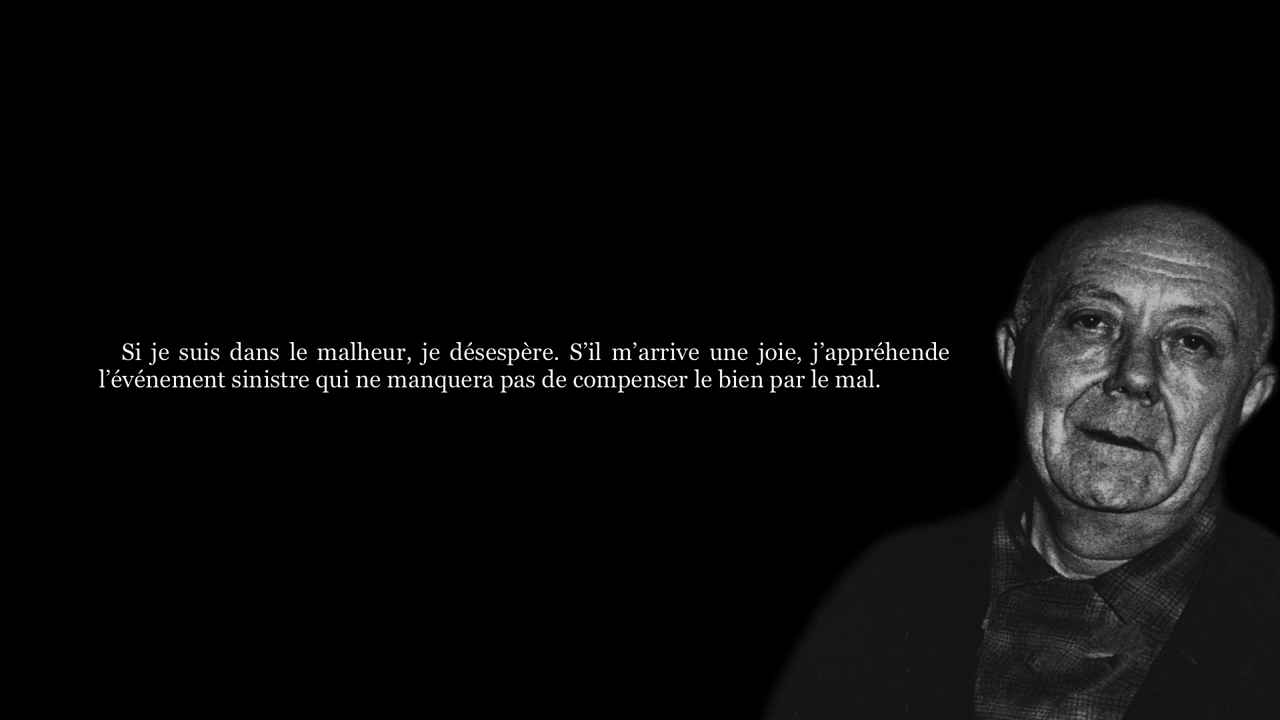 Si je suis dans le malheur, je désespère. S’il m’arrive une joie, j’appréhende
l’événement sinistre qui ne manquera pas de compenser le bien par le mal.